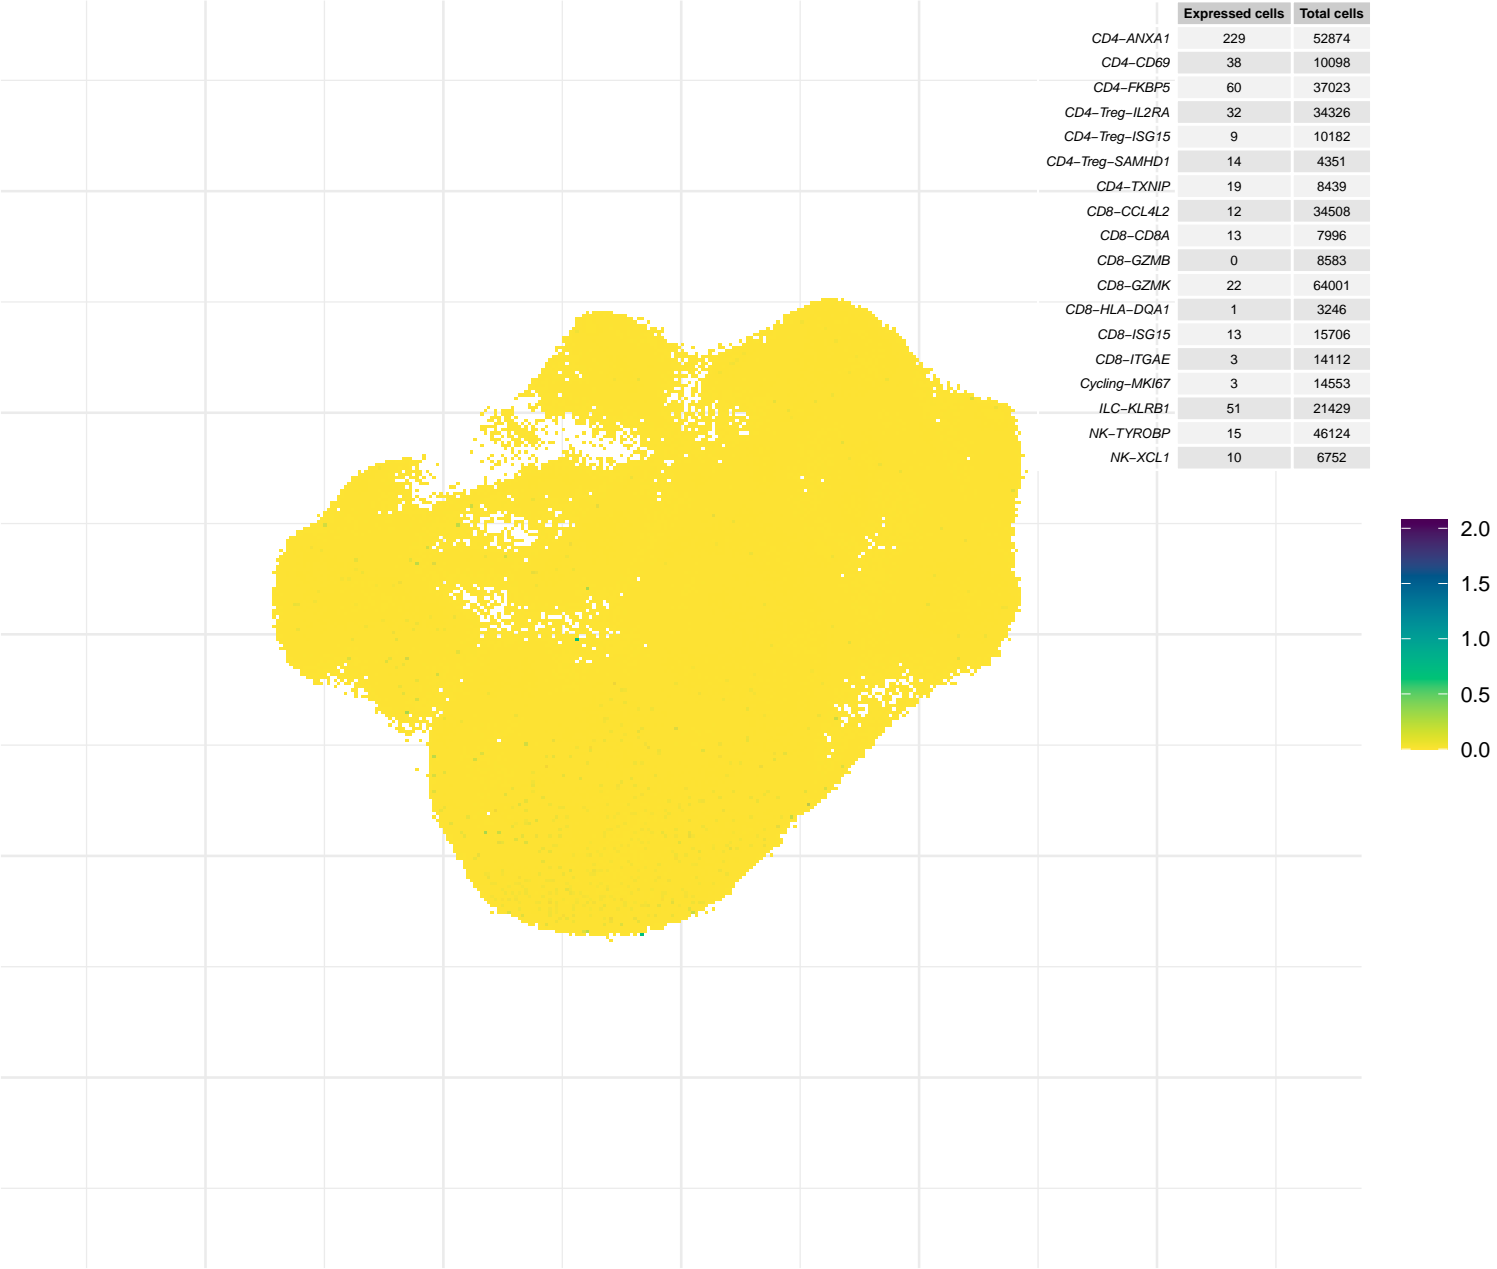 Expressed cells Total cells
CD4−ANXA1 229 52874
CD4−CD69 38 10098
CD4−FKBP5 60 37023
CD4−Treg−IL2RA 32 34326
CD4−Treg−ISG15 9 10182
CD4−Treg−SAMHD1 14 4351
CD4−TXNIP 19 8439
CD8−CCL4L2 12 34508
CD8−CD8A 13 7996
CD8−GZMB 0 8583
CD8−GZMK 22 64001
CD8−HLA−DQA1 1 3246
CD8−ISG15 13 15706
CD8−ITGAE 3 14112
Cycling−MKI67 3 14553
ILC−KLRB1 51 21429
NK−TYROBP 15 46124
NK−XCL1 10 6752
2.0
1.5
1.0
0.5
0.0